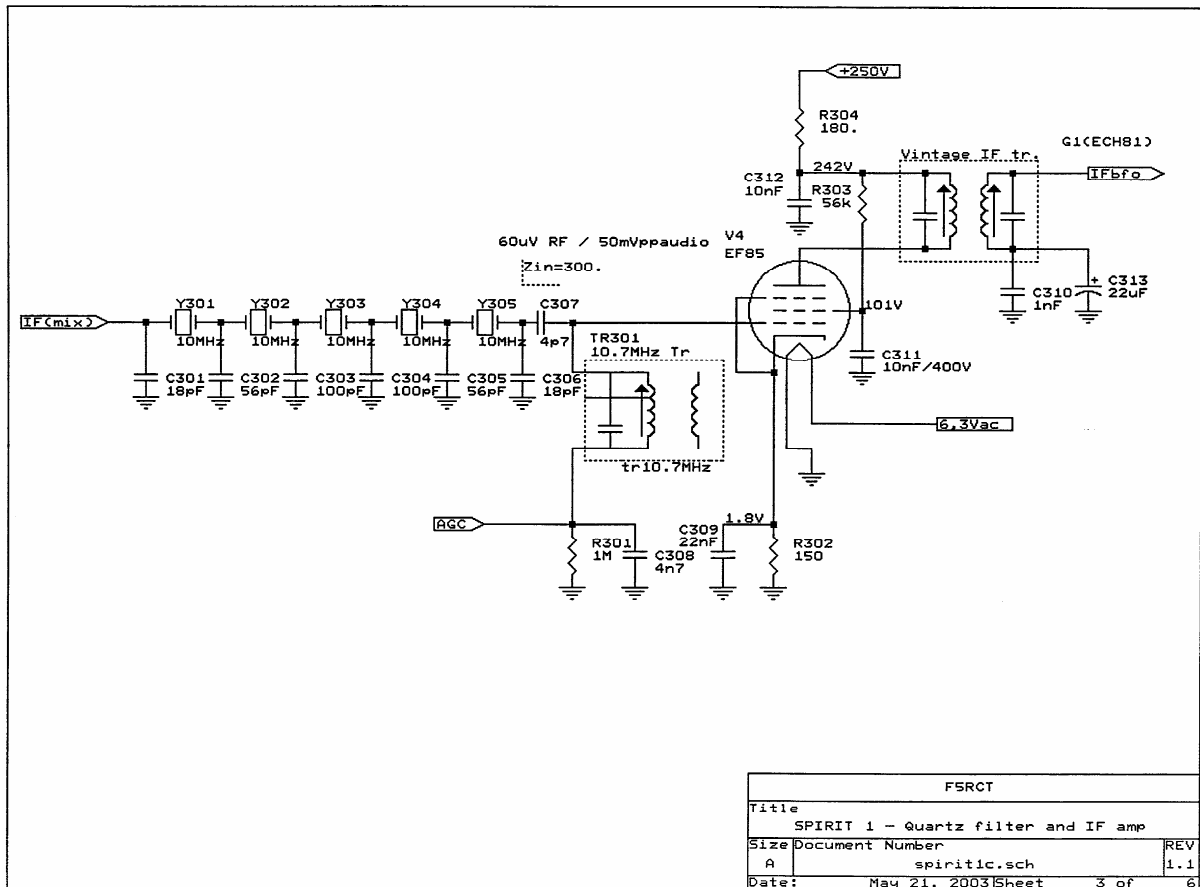 +250V
R304
180.
G1(ECH81)
Vintage IF tr.
242V
IFbfo
C312
10nF
R303
56k
60uV RF / 50mVppaudio
V4
EF85
Zin=300.
C310
1nF
+
C313
22uF
101V
Y301
Y302
Y303
Y304
Y305
C307
IF(mix)
10MHz
10MHz
10MHz
10MHz
10MHz
4p7
TR301
10.7MHz Tr
C311
10nF/400V
C301
18pF
C302
56pF
C303
100pF
C304
100pF
C305
56pF
C306
18pF
6,3Vac
tr10.7MHz
AGC
R301
1M
C308
4n7
C309
22nF
1.8V
R302
150
F5RCT
Title
SPIRIT 1 - Quartz filter and IF amp
Size Document Number REV
A spirit1c.sch 1.1
Date: May 21, 2003 Sheet 3 of 6